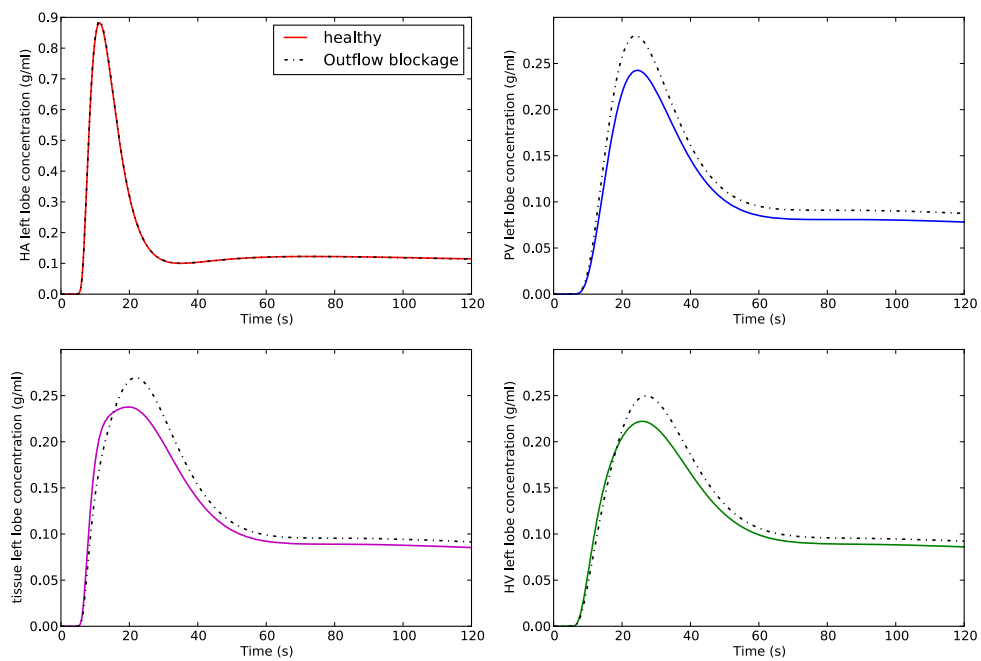 HA left lobe concentration (g/ml)
0.9
0.8
0.7
0.6
0.5
0.4
0.3
0.2
0.1
0.0
0 20 40 60 80 100 120
Time (s)
healthy
Outflow blockage
PV left lobe concentration (g/ml)
0.25
0.20
0.15
0.10
0.05
0.00
0 20 40 60 80 100 120
Time (s)
tissue left lobe concentration (g/ml)
0.25
0.20
0.15
0.10
0.05
0.00
0 20 40 60 80 100 120
Time (s)
HV left lobe concentration (g/ml)
0.25
0.20
0.15
0.10
0.05
0.00
0 20 40 60 80 100 120
Time (s)